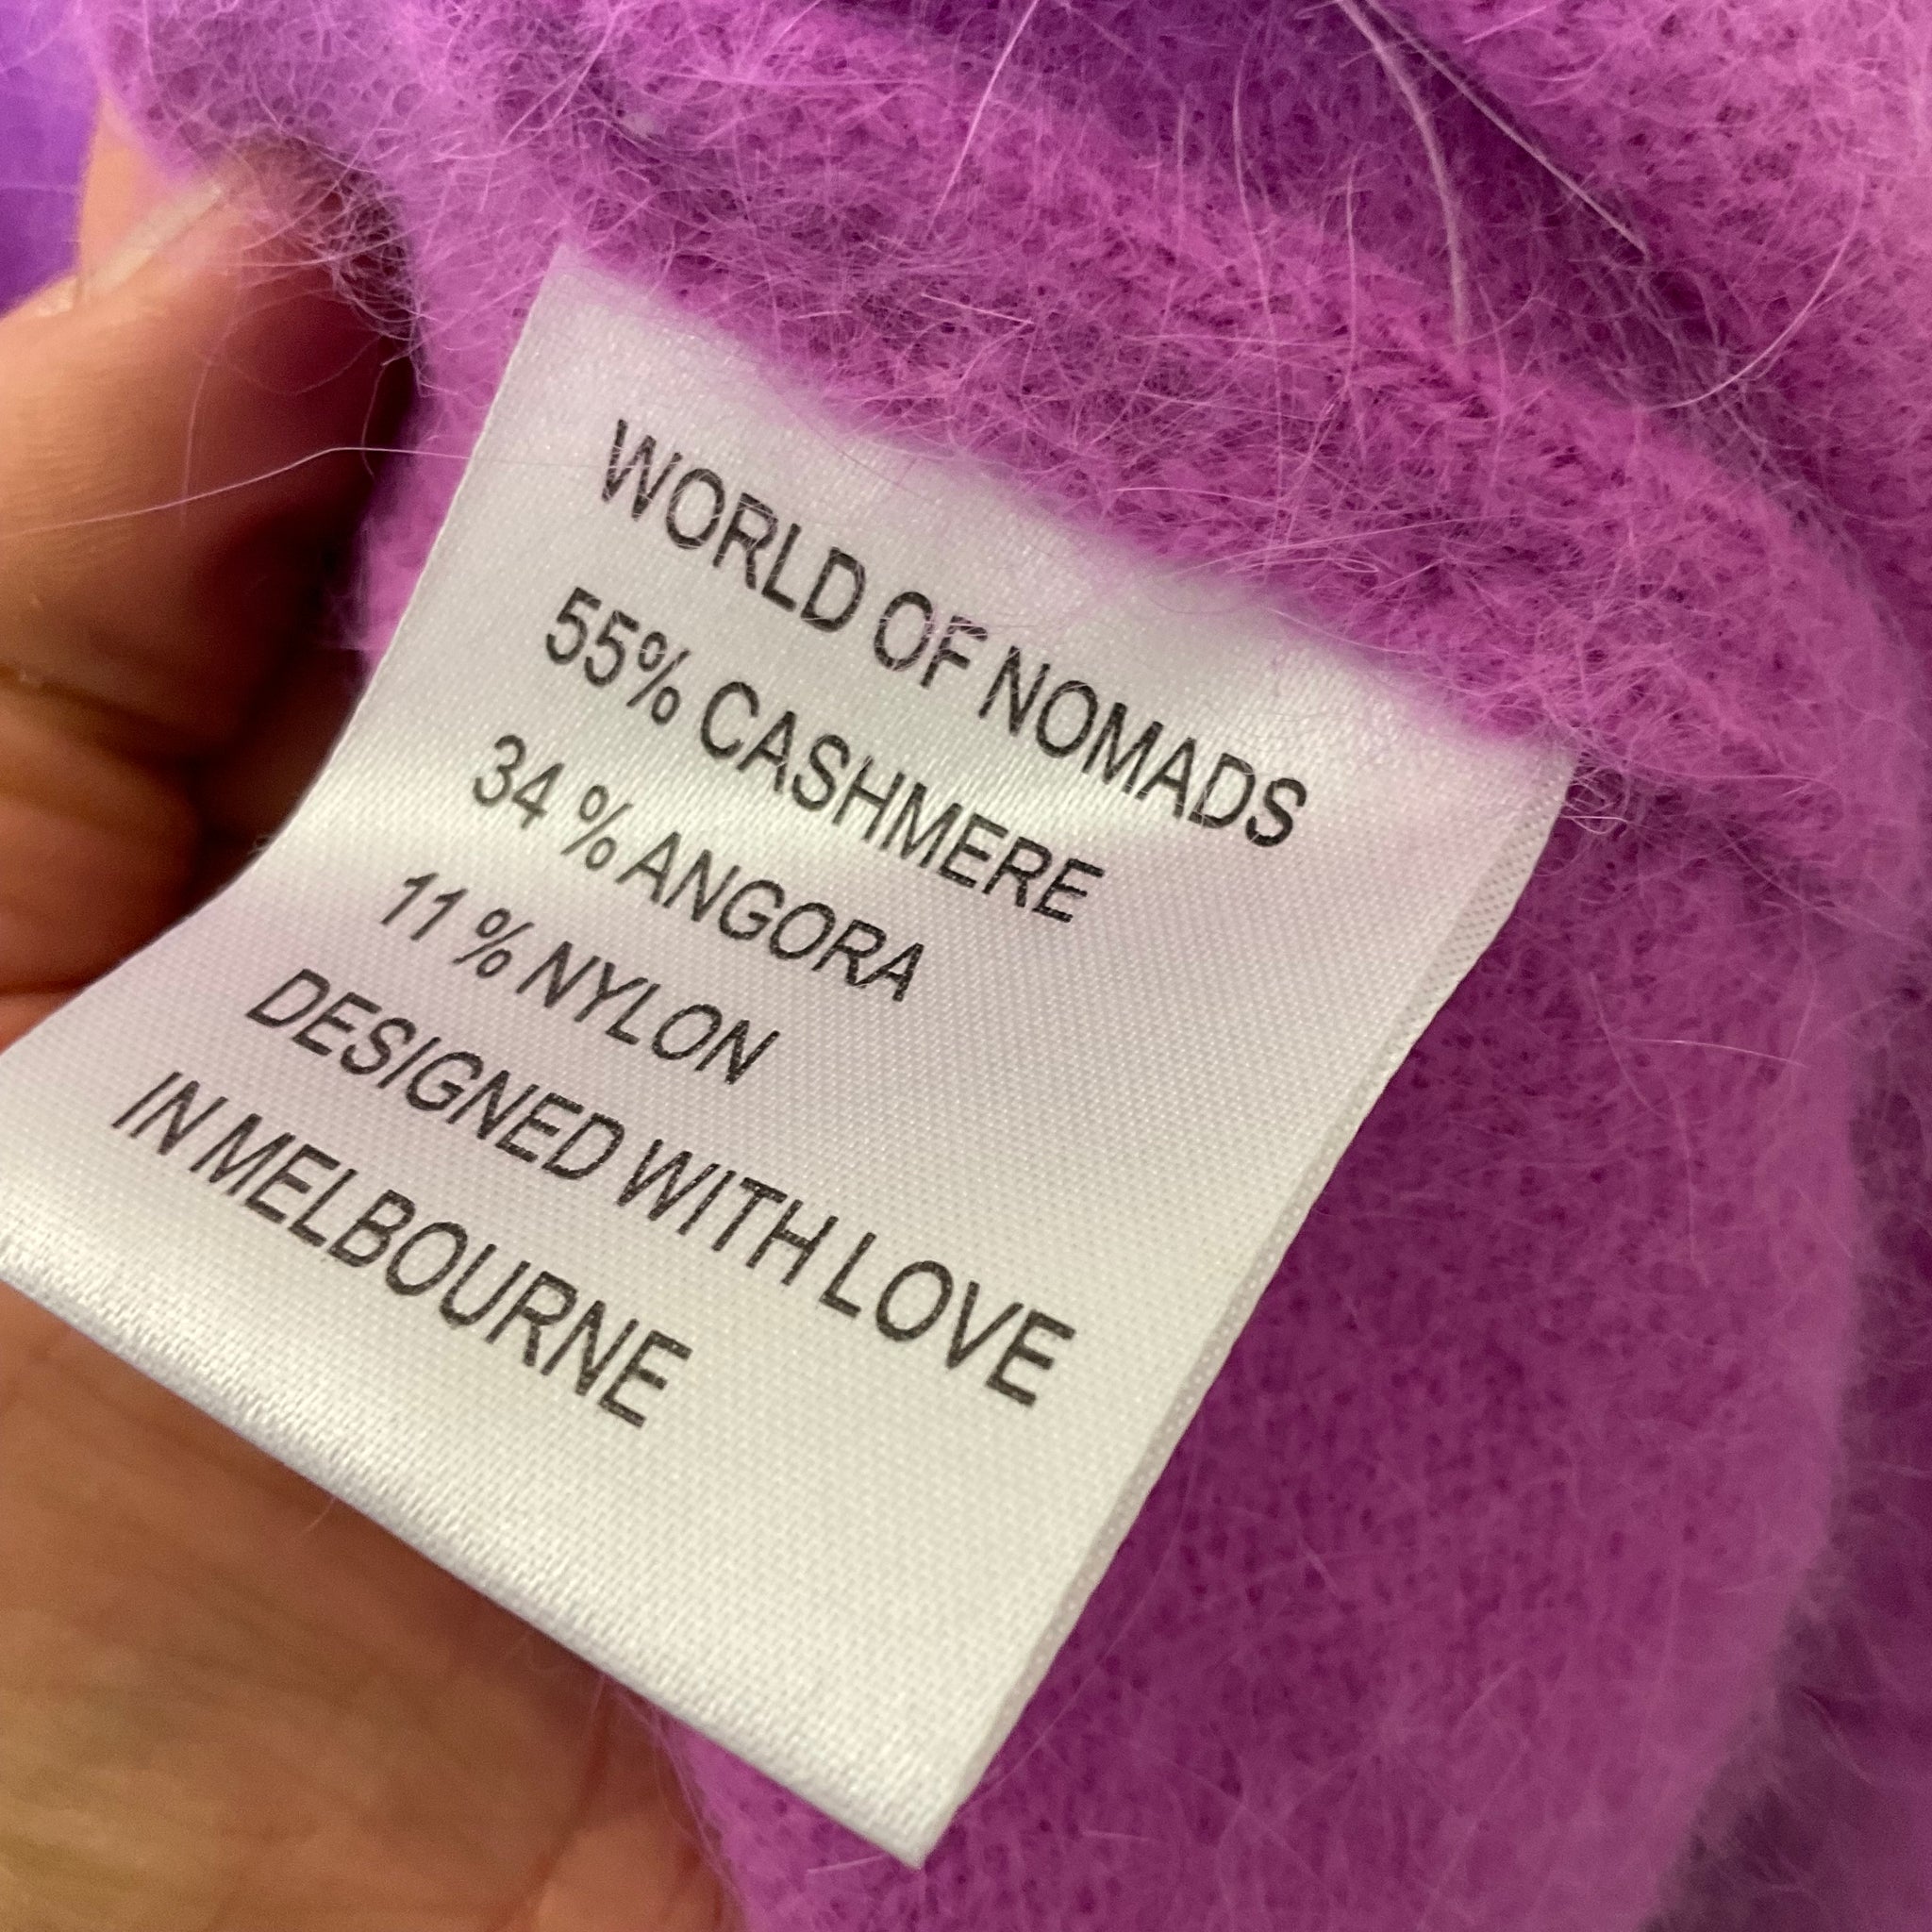 WORLD OF NOMADS
55% CASHMERE
34 % ANGORA
11 % NYLON
DESIGNED WITH LOVE
IN MELBOURNE